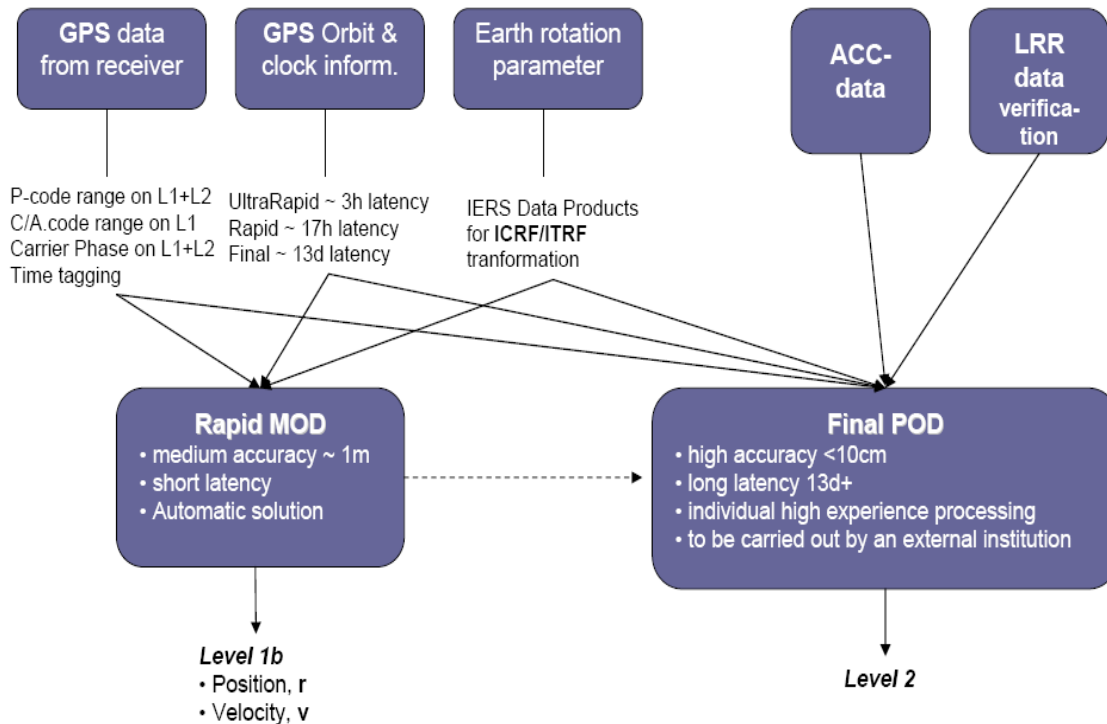 GPS data
from receiver
GPS Orbit &
clock inform.
Earth rotation
parameter
ACC-
data
LRR
data
verifica-
tion
P-code range on L1+L2
C/A.code range on L1
Carrier Phase on L1+L2
Time tagging
UltraRapid ~ 3h latency
Rapid ~ 17h latency
Final ~ 13d latency
IERS Data Products
for ICRF/ITRF
tranformation
Rapid MOD
• medium accuracy ~ 1m
• short latency
• Automatic solution
Final POD
• high accuracy <10cm
• long latency 13d+
• individual high experience processing
• to be carried out by an external institution
Level 1b
• Position, r
• Velocity, v
Level 2